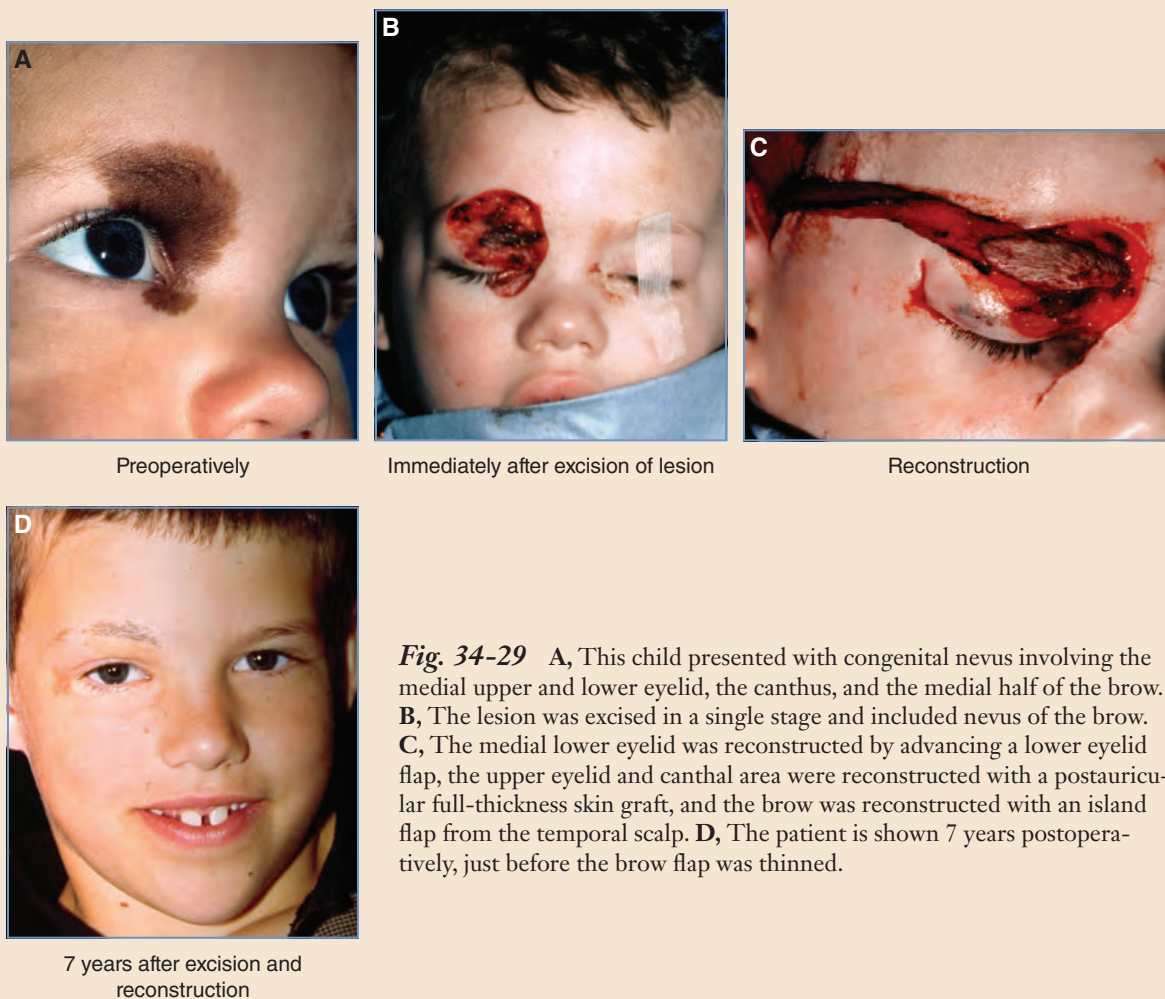 A
B
C
Preoperatively
Immediately after excision of lesion
Reconstruction
D
7 years after excision and
reconstruction
Fig. 34-29 A, This child presented with congenital nevus involving the
medial upper and lower eyelid, the canthus, and the medial half of the brow.
B, The lesion was excised in a single stage and included nevus of the brow.
C, The medial lower eyelid was reconstructed by advancing a lower eyelid
flap, the upper eyelid and canthal area were reconstructed with a postauricu-
lar full-thickness skin graft, and the brow was reconstructed with an island
flap from the temporal scalp. D, The patient is shown 7 years postopera-
tively, just before the brow flap was thinned.